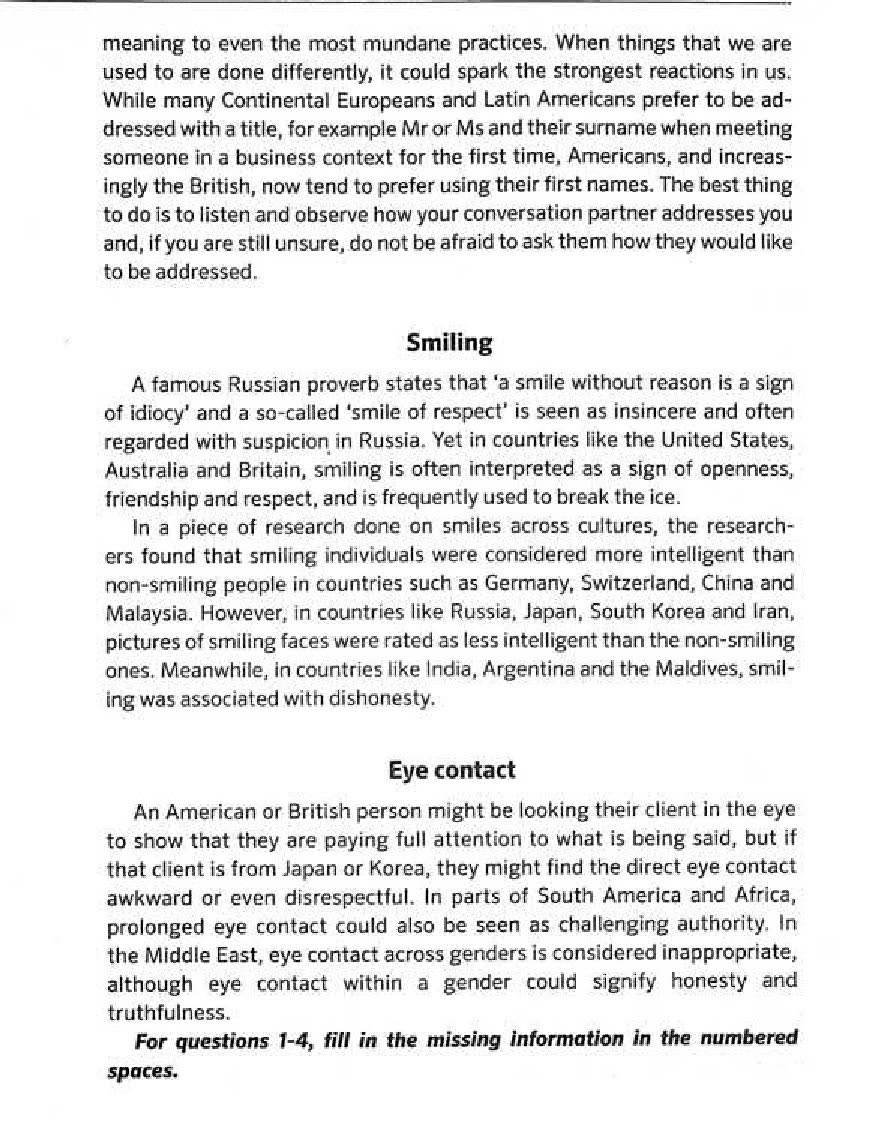 meaning to even the most mundane practices. When things that we are
used to are done differently, it could spark the strongest reactions in us.
While many Continental Europeans and Latin Americans prefer to be ad-
dressed with a title, for example Mr or Ms and their surname when meeting
someone in a business context for the first time, Americans, and increas-
ingly the British, now tend to prefer using their first names. The best thing
to do is to listen and observe how your conversation partner addresses you
and, if you are still unsure, do not be afraid to ask them how they would like
to be addressed.
Smiling
A famous Russian proverb states that 'a smile without reason is a sign
of idiocy' and a so-called 'smile of respect' is seen as insincere and often
regarded with suspicion in Russia. Yet in countries like the United States,
Australia and Britain, smiling is often interpreted as a sign of openness,
friendship and respect, and is frequently used to break the ice.
In a piece of research done on smiles across cultures, the research-
ers found that smiling individuals were considered more intelligent than
non-smiling people in countries such as Germany, Switzerland, China and
Malaysia. However, in countries like Russia, Japan, South Korea and Iran,
pictures of smiling faces were rated as less intelligent than the non-smiling
ones. Meanwhile, in countries like India, Argentina and the Maldives, smil-
ing was associated with dishonesty.
Eye contact
An American or British person might be looking their client in the eye
to show that they are paying full attention to what is being said, but if
that client is from Japan or Korea, they might find the direct eye contact
awkward or even disrespectful. In parts of South America and Africa,
prolonged eye contact could also be seen as challenging authority. In
the Middle East, eye contact across genders is considered inappropriate,
although eye contact within a gender could signify honesty and
truthfulness.
For questions 1-4, fill in the missing information in the numbered
spaces.